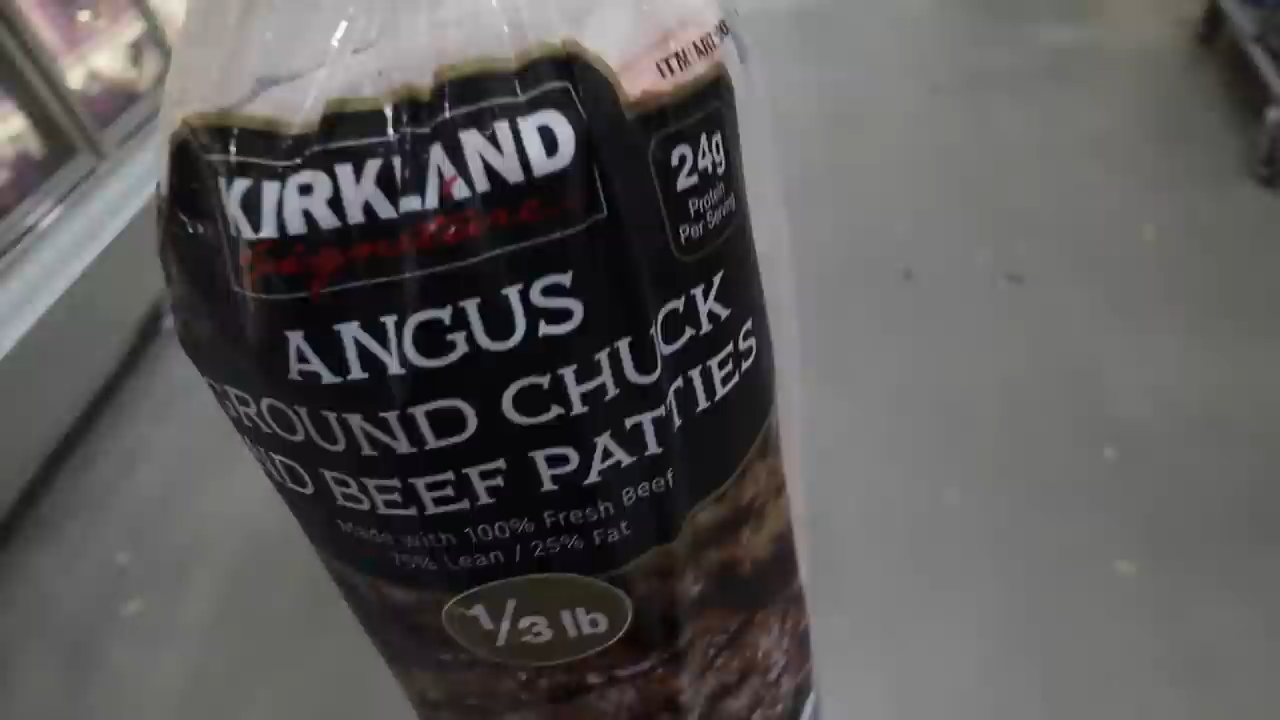 KIRKLAND
Signature
24g
Protein
Per Serving
ANGUS
GROUND CHUCK
BEEF PATTIES
Made with 100% Fresh Beef
75% Lean / 25% Fat
1/3 lb